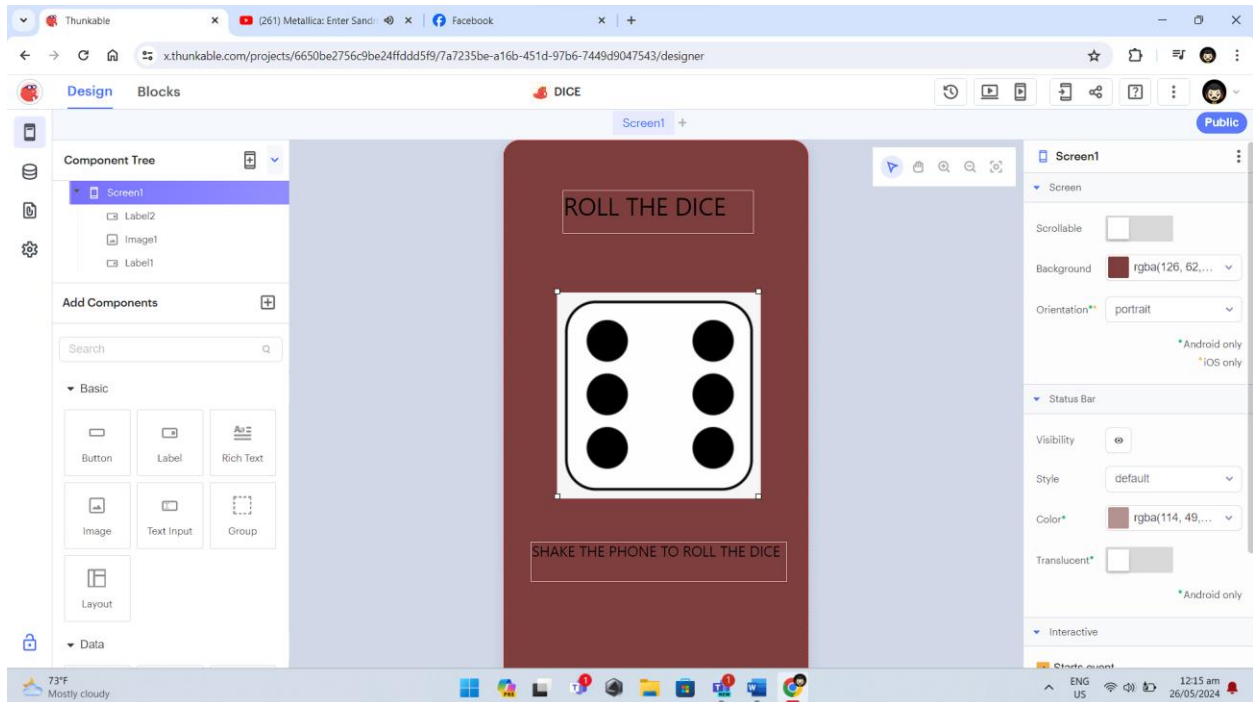 Thunkable
(261) Metallica: Enter Sandm
Facebook
x.thunkable.com/projects/6650be2756c9be24ffddd5f9/7a7235be-a16b-451d-97b6-7449d9047543/designer
Design Blocks
DICE
Screen1 +
Public
Component Tree
Screen1
Label2
Image1
Label1
Add Components
Search
Basic
Button Label Rich Text
Image Text Input Group
Layout
Data
ROLL THE DICE
SHAKE THE PHONE TO ROLL THE DICE
Screen1
Screen
Scrollable
Background rgba(126, 62,...
Orientation** portrait
*Android only
*iOS only
Status Bar
Visibility
Style default
Color* rgba(114, 49,...
Translucent*
*Android only
Interactive
Starts event
73°F
Mostly cloudy
ENG
US
12:15 am
26/05/2024